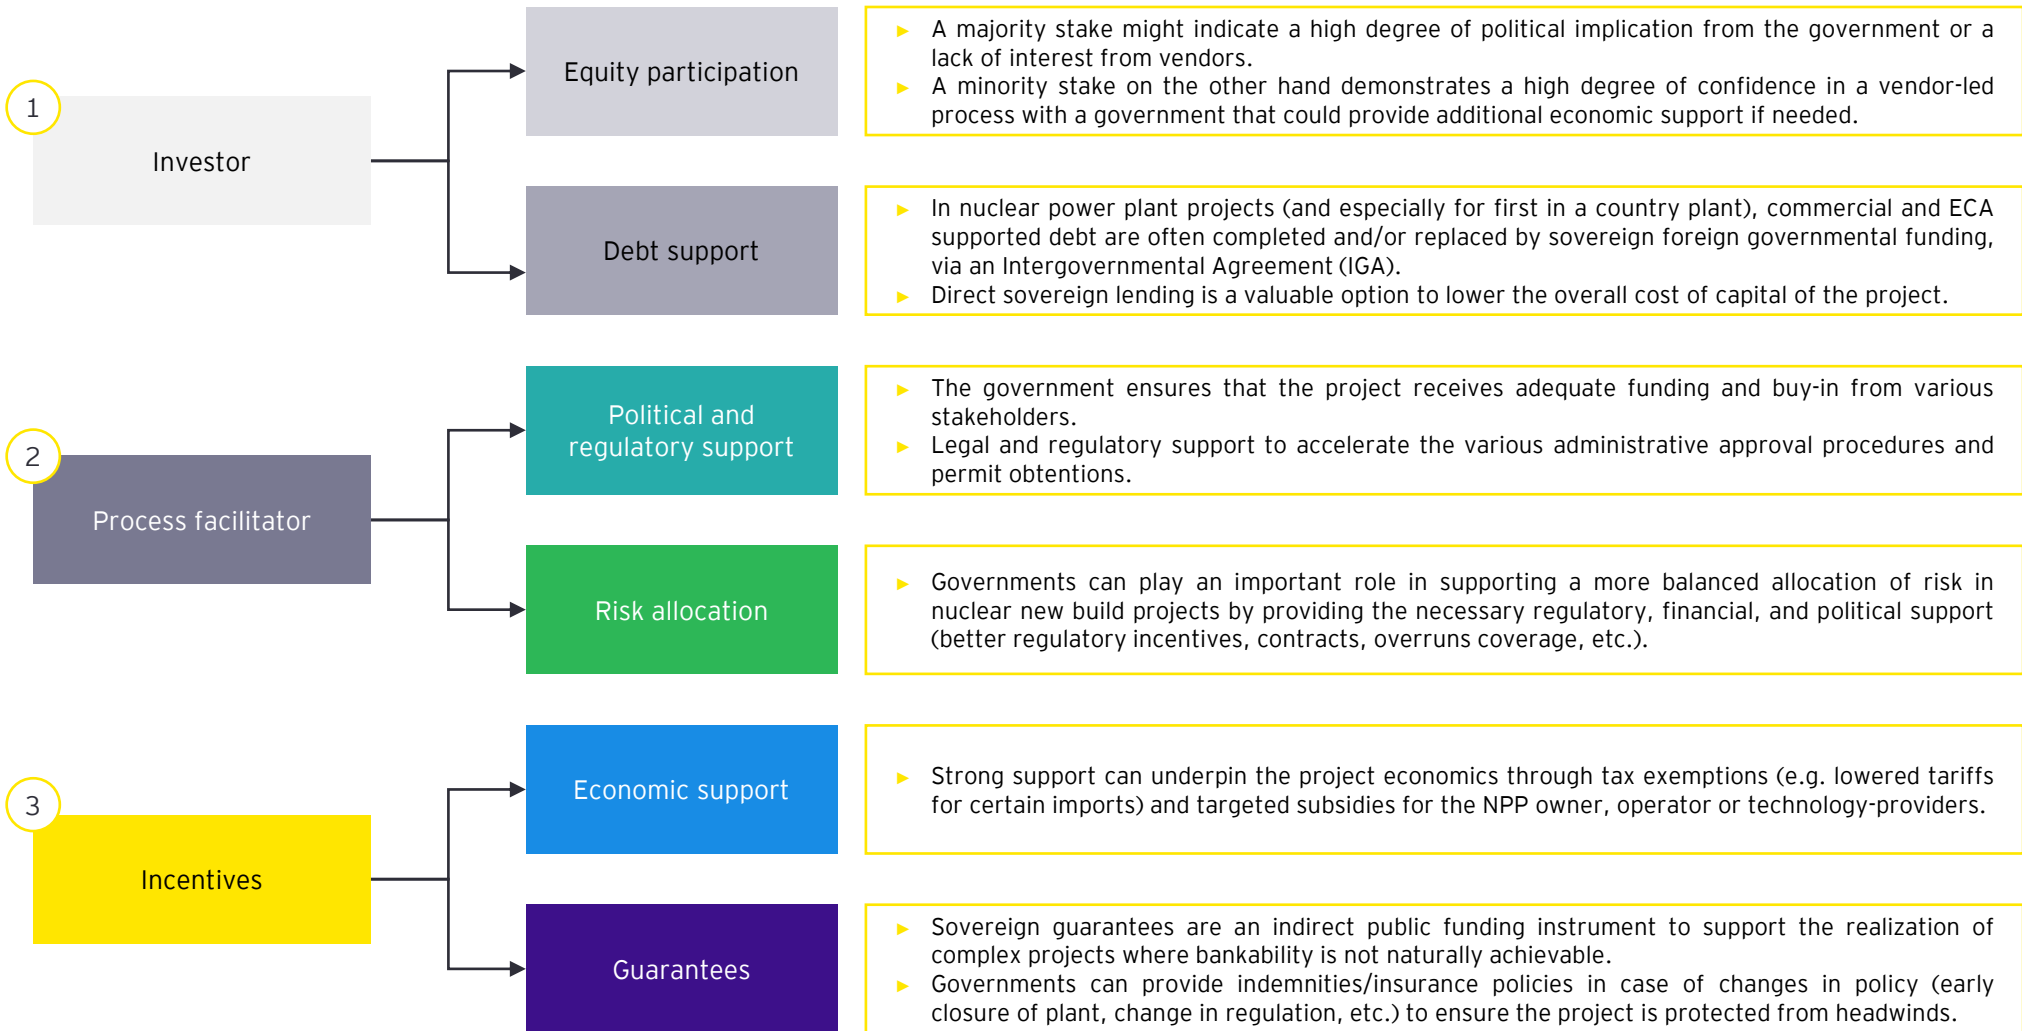 1
Investor
Equity participation
► A majority stake might indicate a high degree of political implication from the government or a
lack of interest from vendors.
► A minority stake on the other hand demonstrates a high degree of confidence in a vendor-led
process with a government that could provide additional economic support if needed.
Debt support
► In nuclear power plant projects (and especially for first in a country plant), commercial and ECA
supported debt are often completed and/or replaced by sovereign foreign governmental funding,
via an Intergovernmental Agreement (IGA).
► Direct sovereign lending is a valuable option to lower the overall cost of capital of the project.
2
Process facilitator
Political and
regulatory support
► The government ensures that the project receives adequate funding and buy-in from various
stakeholders.
► Legal and regulatory support to accelerate the various administrative approval procedures and
permit obtentions.
Risk allocation
► Governments can play an important role in supporting a more balanced allocation of risk in
nuclear new build projects by providing the necessary regulatory, financial, and political support
(better regulatory incentives, contracts, overruns coverage, etc.).
3
Incentives
Economic support
► Strong support can underpin the project economics through tax exemptions (e.g. lowered tariffs
for certain imports) and targeted subsidies for the NPP owner, operator or technology-providers.
Guarantees
► Sovereign guarantees are an indirect public funding instrument to support the realization of
complex projects where bankability is not naturally achievable.
► Governments can provide indemnities/insurance policies in case of changes in policy (early
closure of plant, change in regulation, etc.) to ensure the project is protected from headwinds.